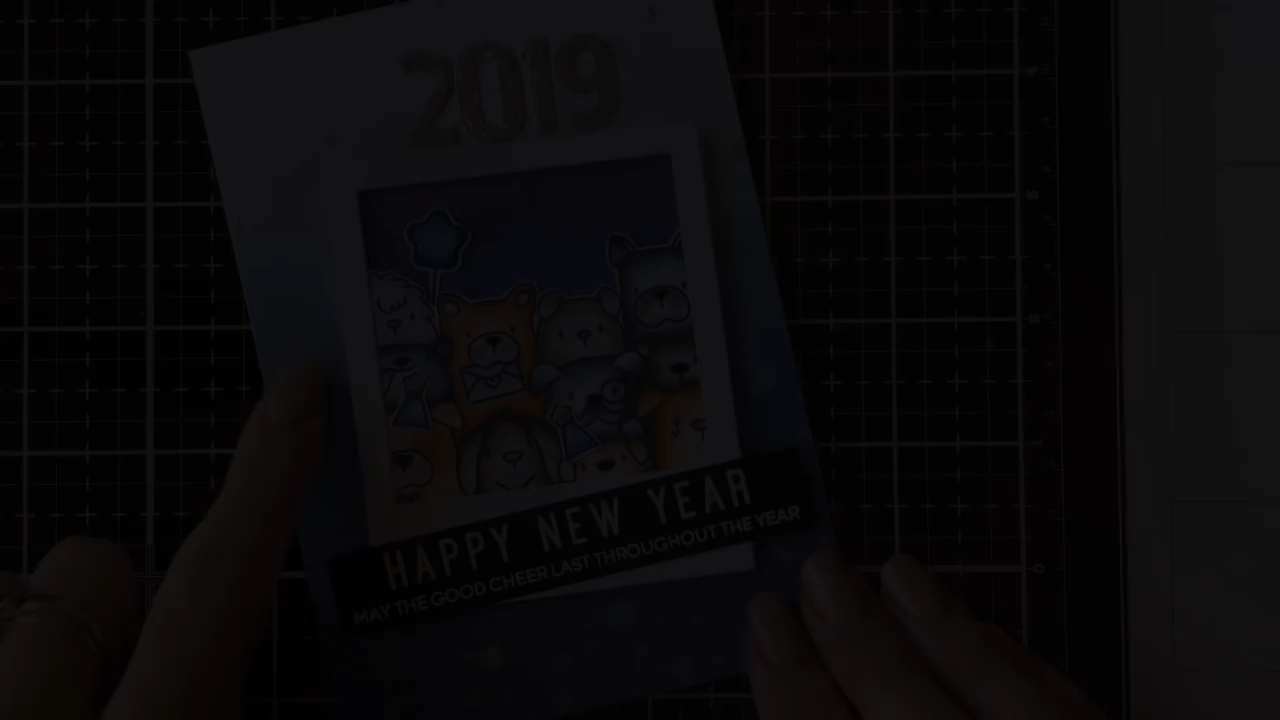 2019
HAPPY NEW YEAR
MAY THE GOOD CHEER LAST THROUGHOUT THE YEAR